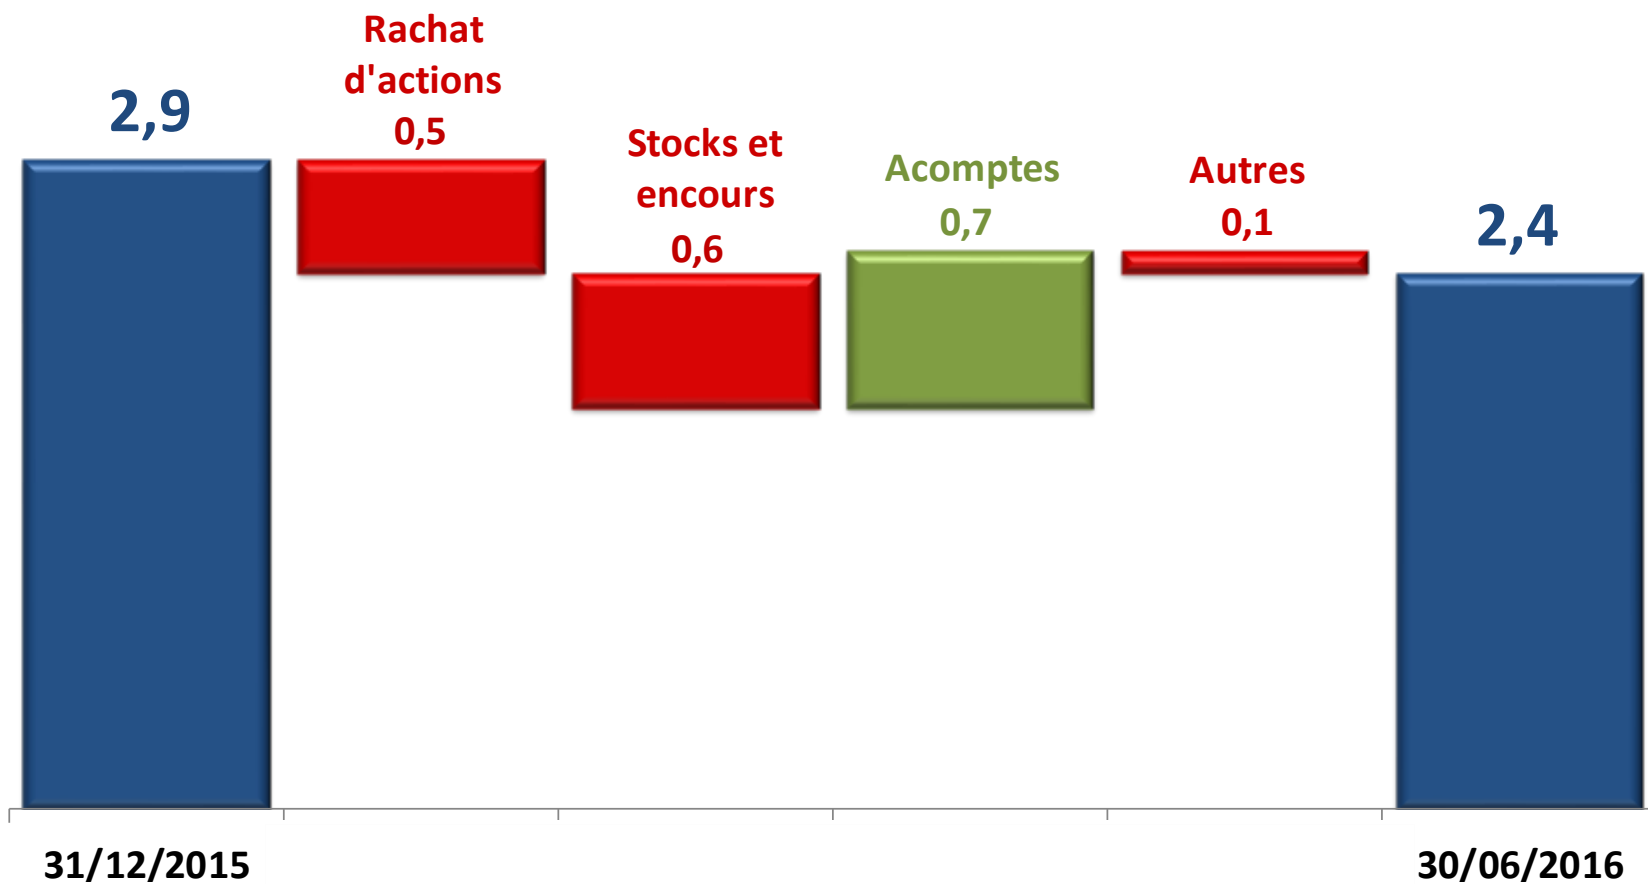 2,9
Rachat
d'actions
0,5
Stocks et
encours
0,6
Acomptes
0,7
Autres
0,1
2,4
31/12/2015
30/06/2016